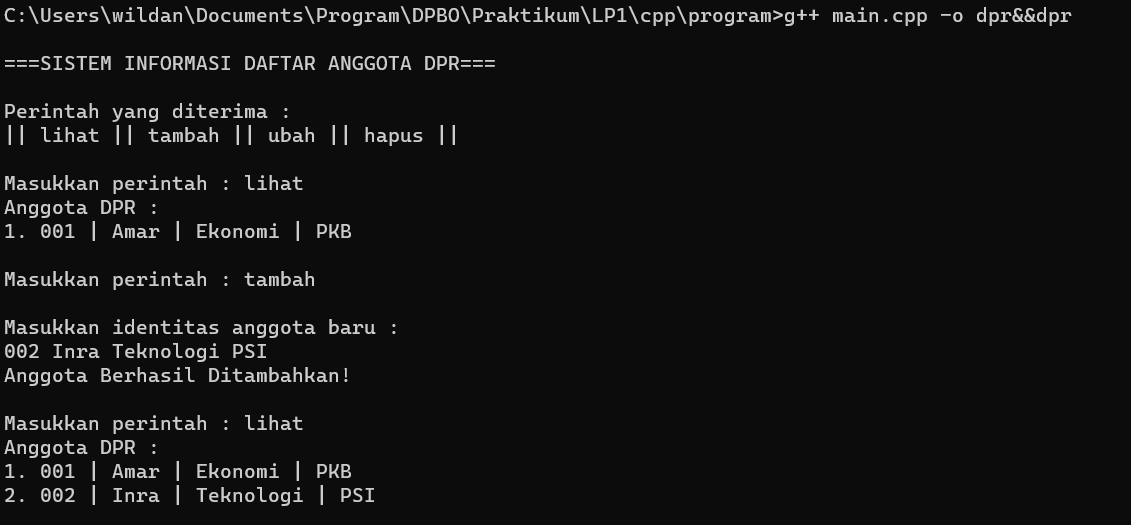 C:\Users\wildan\Documents\Program\DPBO\Praktikum\LP1\cpp\program>g++ main.cpp -o dpr&&dpr
===SISTEM INFORMASI DAFTAR ANGGOTA DPR===
Perintah yang diterima :
|| lihat || tambah || ubah || hapus ||
Masukkan perintah : lihat
Anggota DPR :
1. 001 | Amar | Ekonomi | PKB
Masukkan perintah : tambah
Masukkan identitas anggota baru :
002 Inra Teknologi PSI
Anggota Berhasil Ditambahkan!
Masukkan perintah : lihat
Anggota DPR :
1. 001 | Amar | Ekonomi | PKB
2. 002 | Inra | Teknologi | PSI